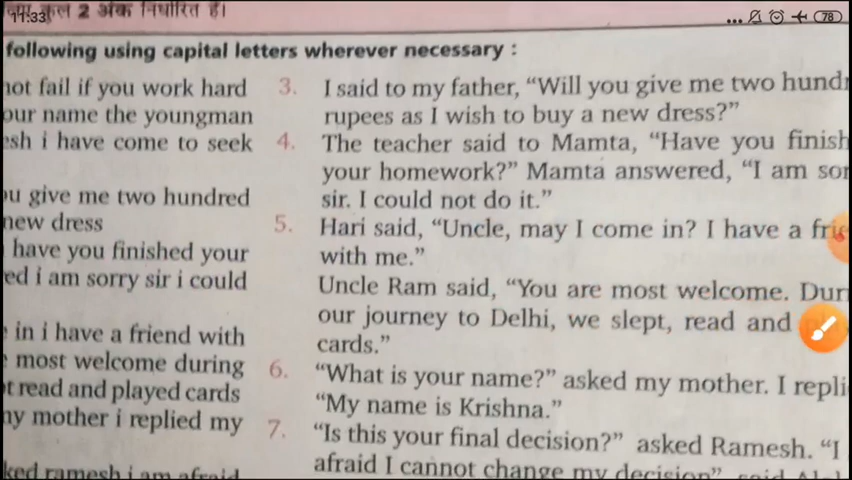 11:33
78
कुल 2 अंक निर्धारित हैं।
following using capital letters wherever necessary :
not fail if you work hard
our name the youngman
esh i have come to seek
ou give me two hundred
new dress
have you finished your
ed i am sorry sir i could
in i have a friend with
most welcome during
t read and played cards
my mother i replied my
ked ramesh i am afraid
3. I said to my father, “Will you give me two hundr
rupees as I wish to buy a new dress?”
4. The teacher said to Mamta, “Have you finish
your homework?” Mamta answered, “I am sor
sir. I could not do it.”
5. Hari said, “Uncle, may I come in? I have a frie
with me.”
Uncle Ram said, “You are most welcome. Dur
our journey to Delhi, we slept, read and
cards.”
6. “What is your name?” asked my mother. I repli
“My name is Krishna.”
7. “Is this your final decision?” asked Ramesh. “I
afraid I cannot change my decision”, said